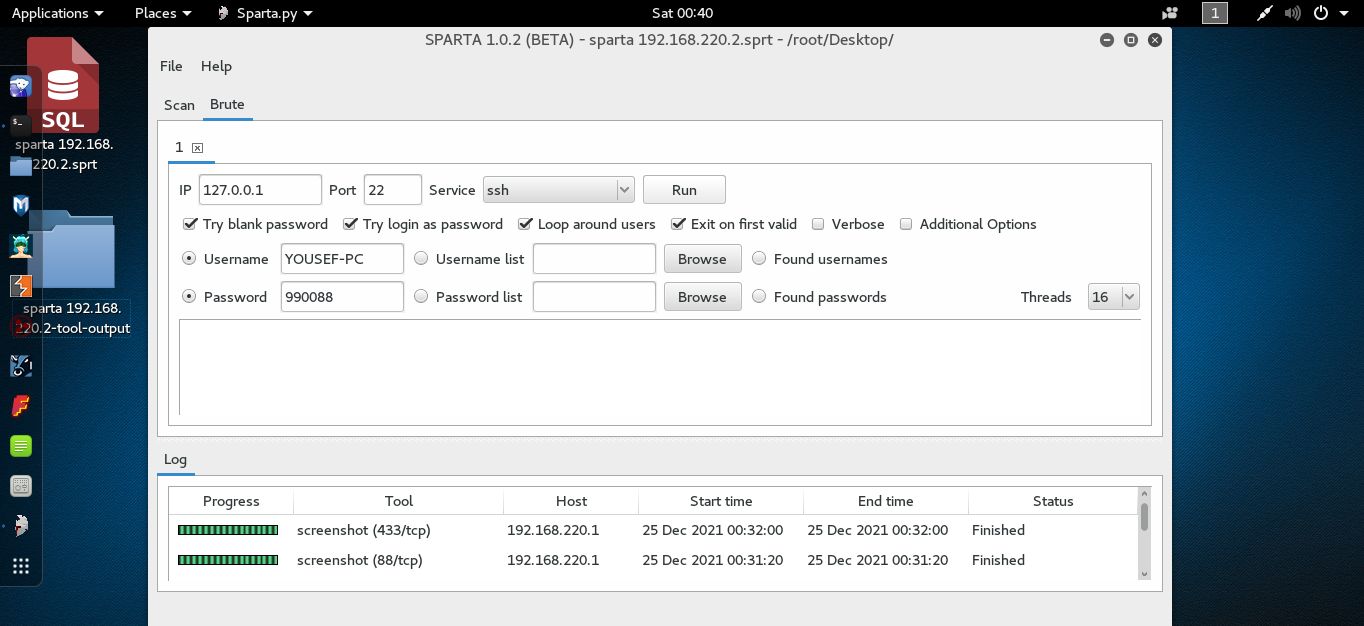 Applications Places Sparta.py Sat 00:40 1
SPARTA 1.0.2 (BETA) - sparta 192.168.220.2.sprt - /root/Desktop/
File Help
Scan Brute
SQL
sparta 192.168.
220.2.sprt
sparta 192.168.
220.2-tool-output
1
IP 127.0.0.1 Port 22 Service ssh Run
Try blank password Try login as password Loop around users Exit on first valid Verbose Additional Options
Username YOUSEF-PC Username list Browse Found usernames
Password 990088 Password list Browse Found passwords Threads 16
Log
Progress Tool Host Start time End time Status
screenshot (433/tcp) 192.168.220.1 25 Dec 2021 00:32:00 25 Dec 2021 00:32:00 Finished
screenshot (88/tcp) 192.168.220.1 25 Dec 2021 00:31:20 25 Dec 2021 00:31:20 Finished